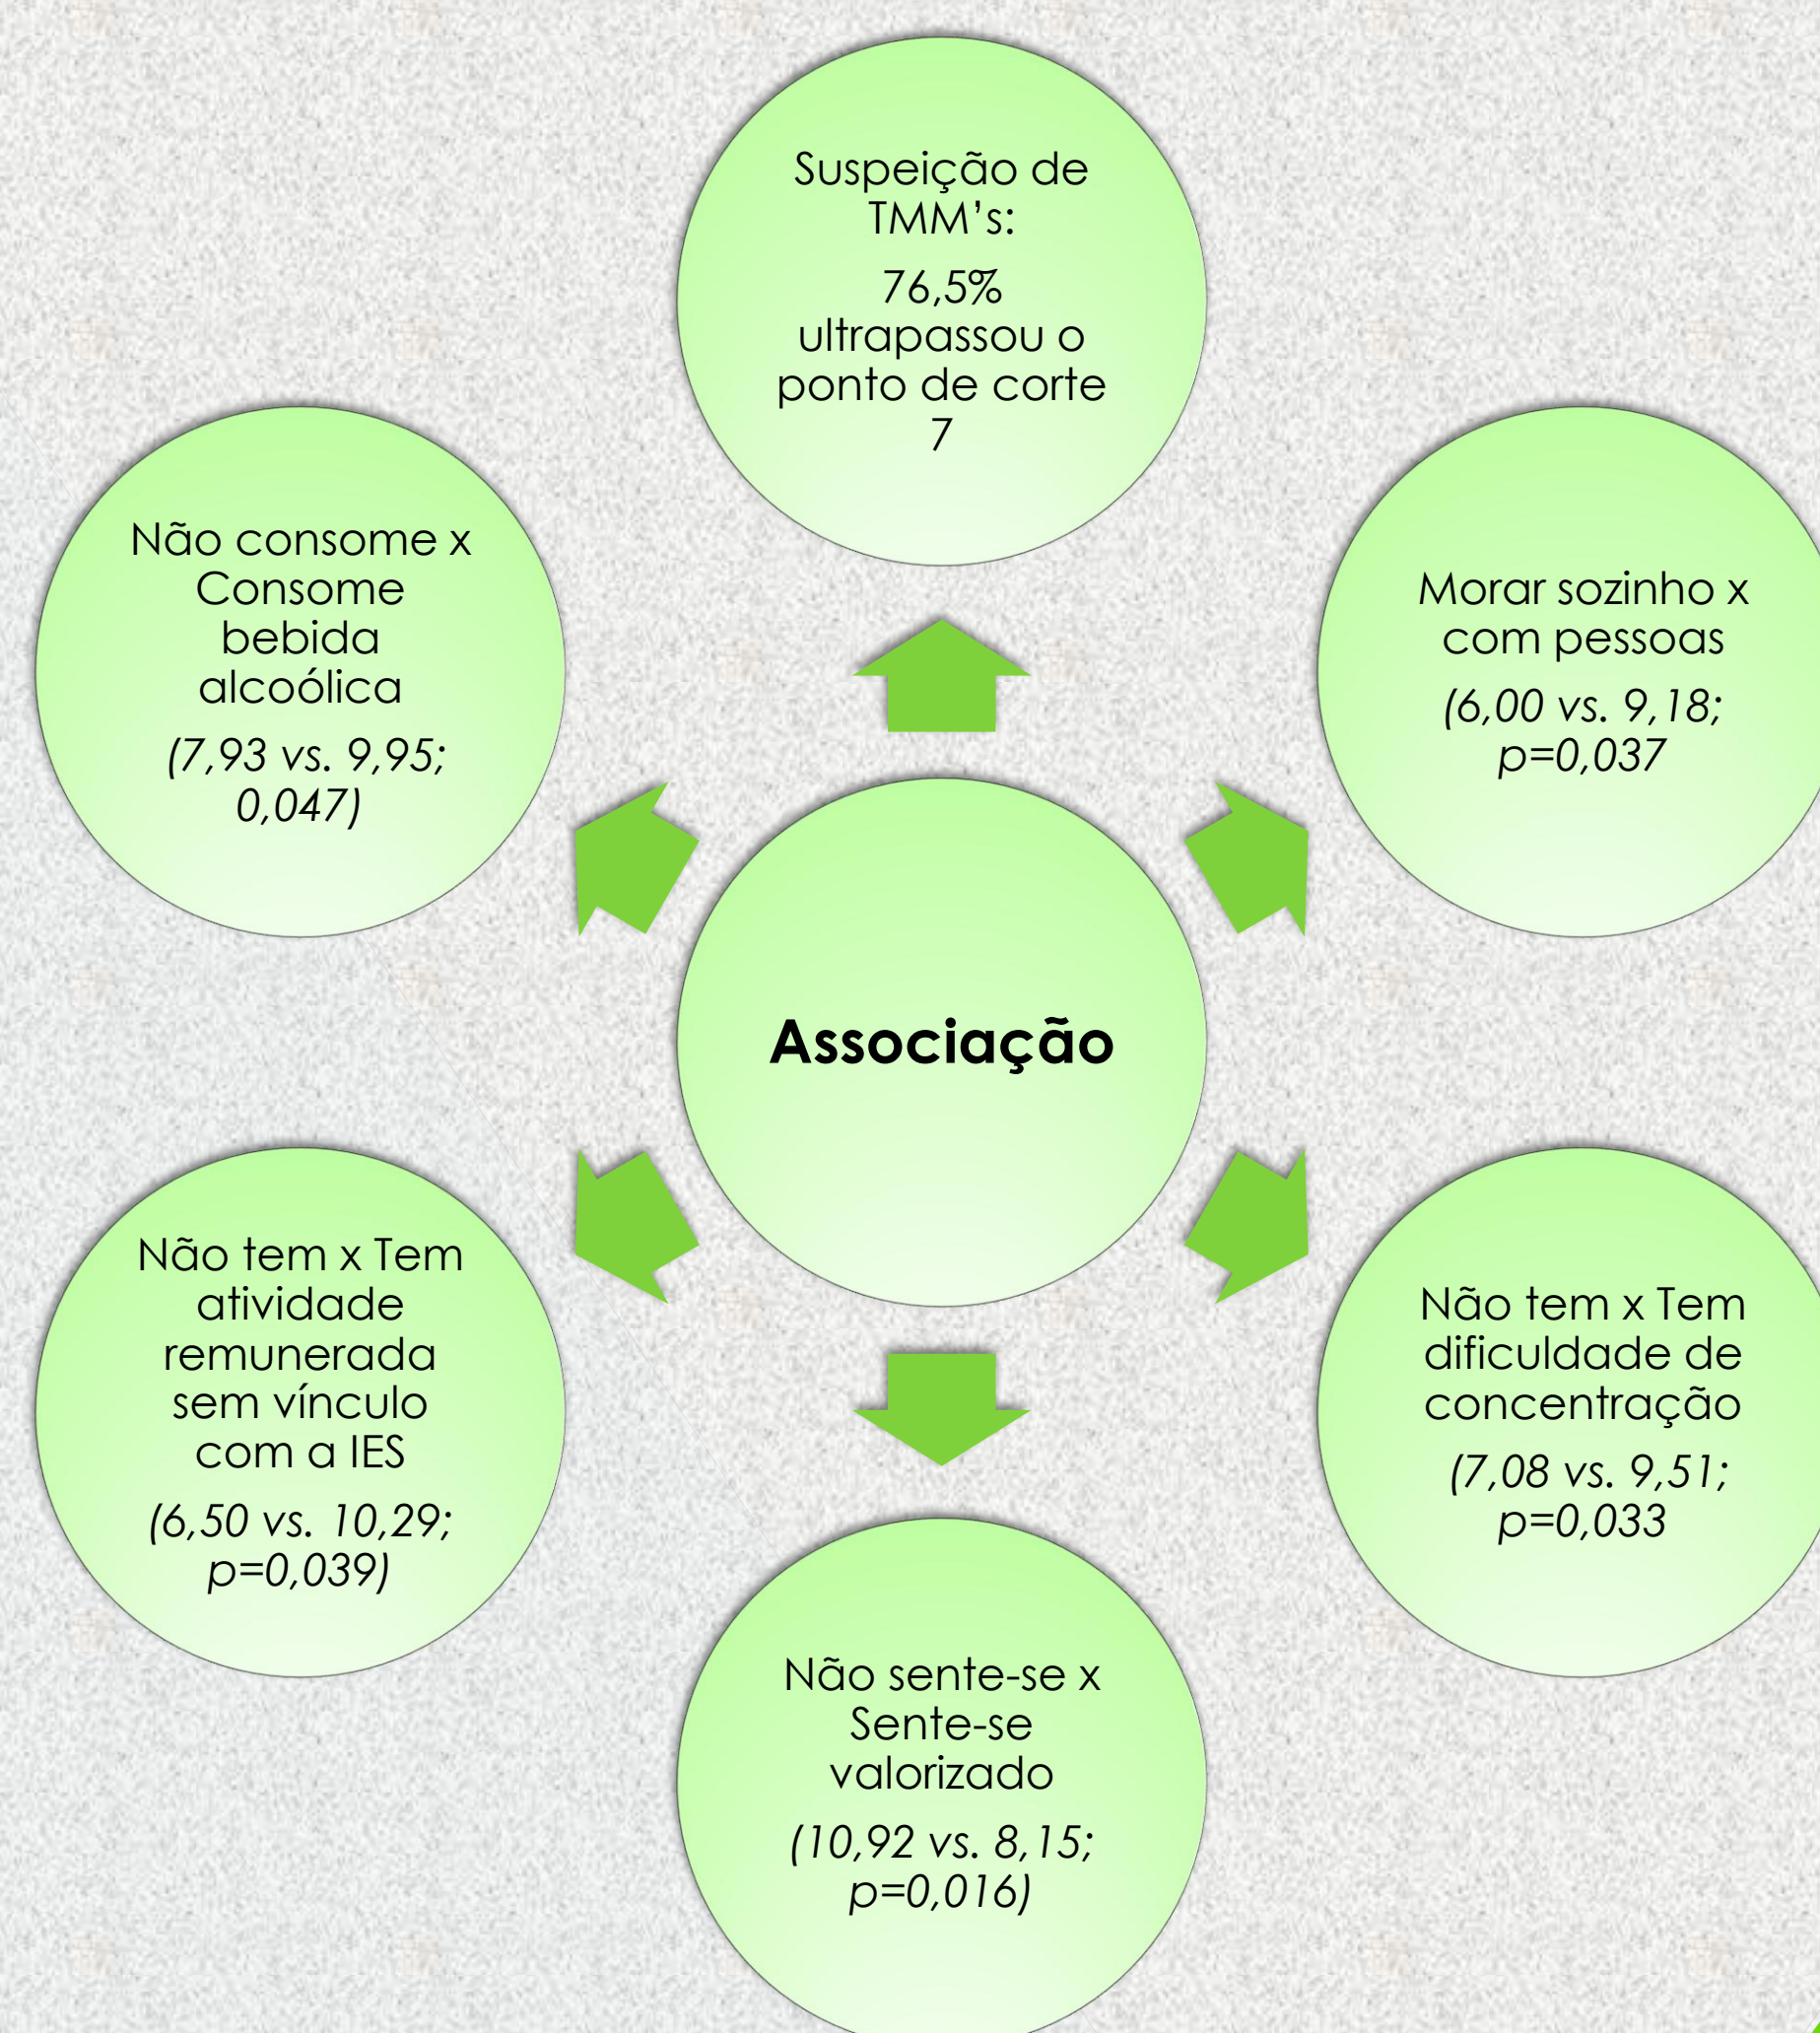 Suspeição de
TMM's:
76,5%
ultrapassou o
ponto de corte
7
Morar sozinho x
com pessoas
(6,00 vs. 9,18;
p=0,037
Não tem x Tem
dificuldade de
concentração
(7,08 vs. 9,51;
p=0,033
Não sente-se x
Sente-se
valorizado
(10,92 vs. 8,15;
p=0,016)
Não tem x Tem
atividade
remunerada
sem vínculo
com a IES
(6,50 vs. 10,29;
p=0,039)
Não consome x
Consome
bebida
alcoólica
(7,93 vs. 9,95;
0,047)
Associação